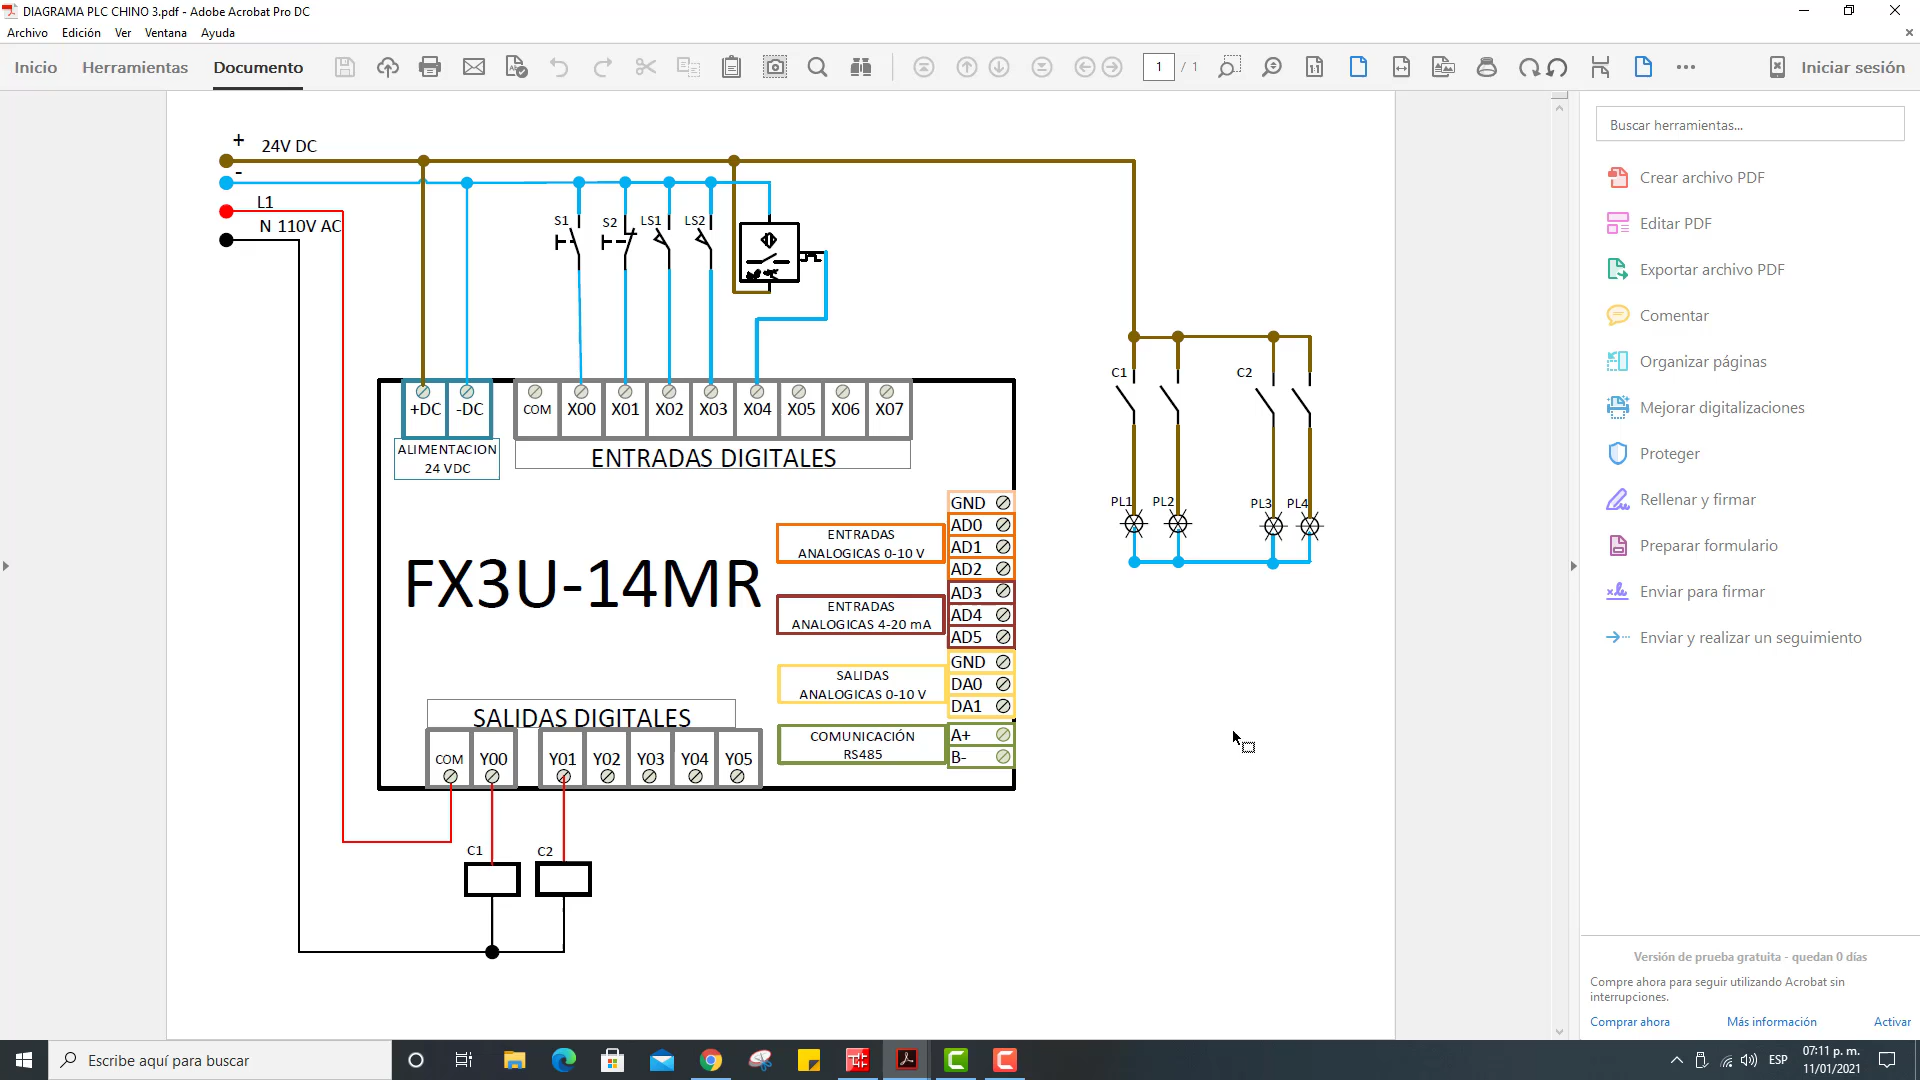 DIAGRAMA PLC CHINO 3.pdf - Adobe Acrobat Pro DC
Archivo Edición Ver Ventana Ayuda
Inicio Herramientas Documento 1 / 1 Iniciar sesión
+ 24V DC
-
L1
N 110V AC
S1 S2 LS1 LS2
C1 C2
+DC -DC COM X00 X01 X02 X03 X04 X05 X06 X07
ALIMENTACION
24 VDC
ENTRADAS DIGITALES
PL1 PL2 PL3 PL4
GND
AD0
AD1
AD2
ENTRADAS
ANALOGICAS 0-10 V
FX3U-14MR
AD3
AD4
AD5
ENTRADAS
ANALOGICAS 4-20 mA
GND
DA0
DA1
SALIDAS
ANALOGICAS 0-10 V
A+
B-
COMUNICACIÓN
RS485
SALIDAS DIGITALES
COM Y00 Y01 Y02 Y03 Y04 Y05
C1 C2
Buscar herramientas...
Crear archivo PDF
Editar PDF
Exportar archivo PDF
Comentar
Organizar páginas
Mejorar digitalizaciones
Proteger
Rellenar y firmar
Preparar formulario
Enviar para firmar
Enviar y realizar un seguimiento
Versión de prueba gratuita - quedan 0 días
Compre ahora para seguir utilizando Acrobat sin
interrupciones.
Comprar ahora Más información Activar
Escribe aquí para buscar
ESP
07:11 p. m.
11/01/2021